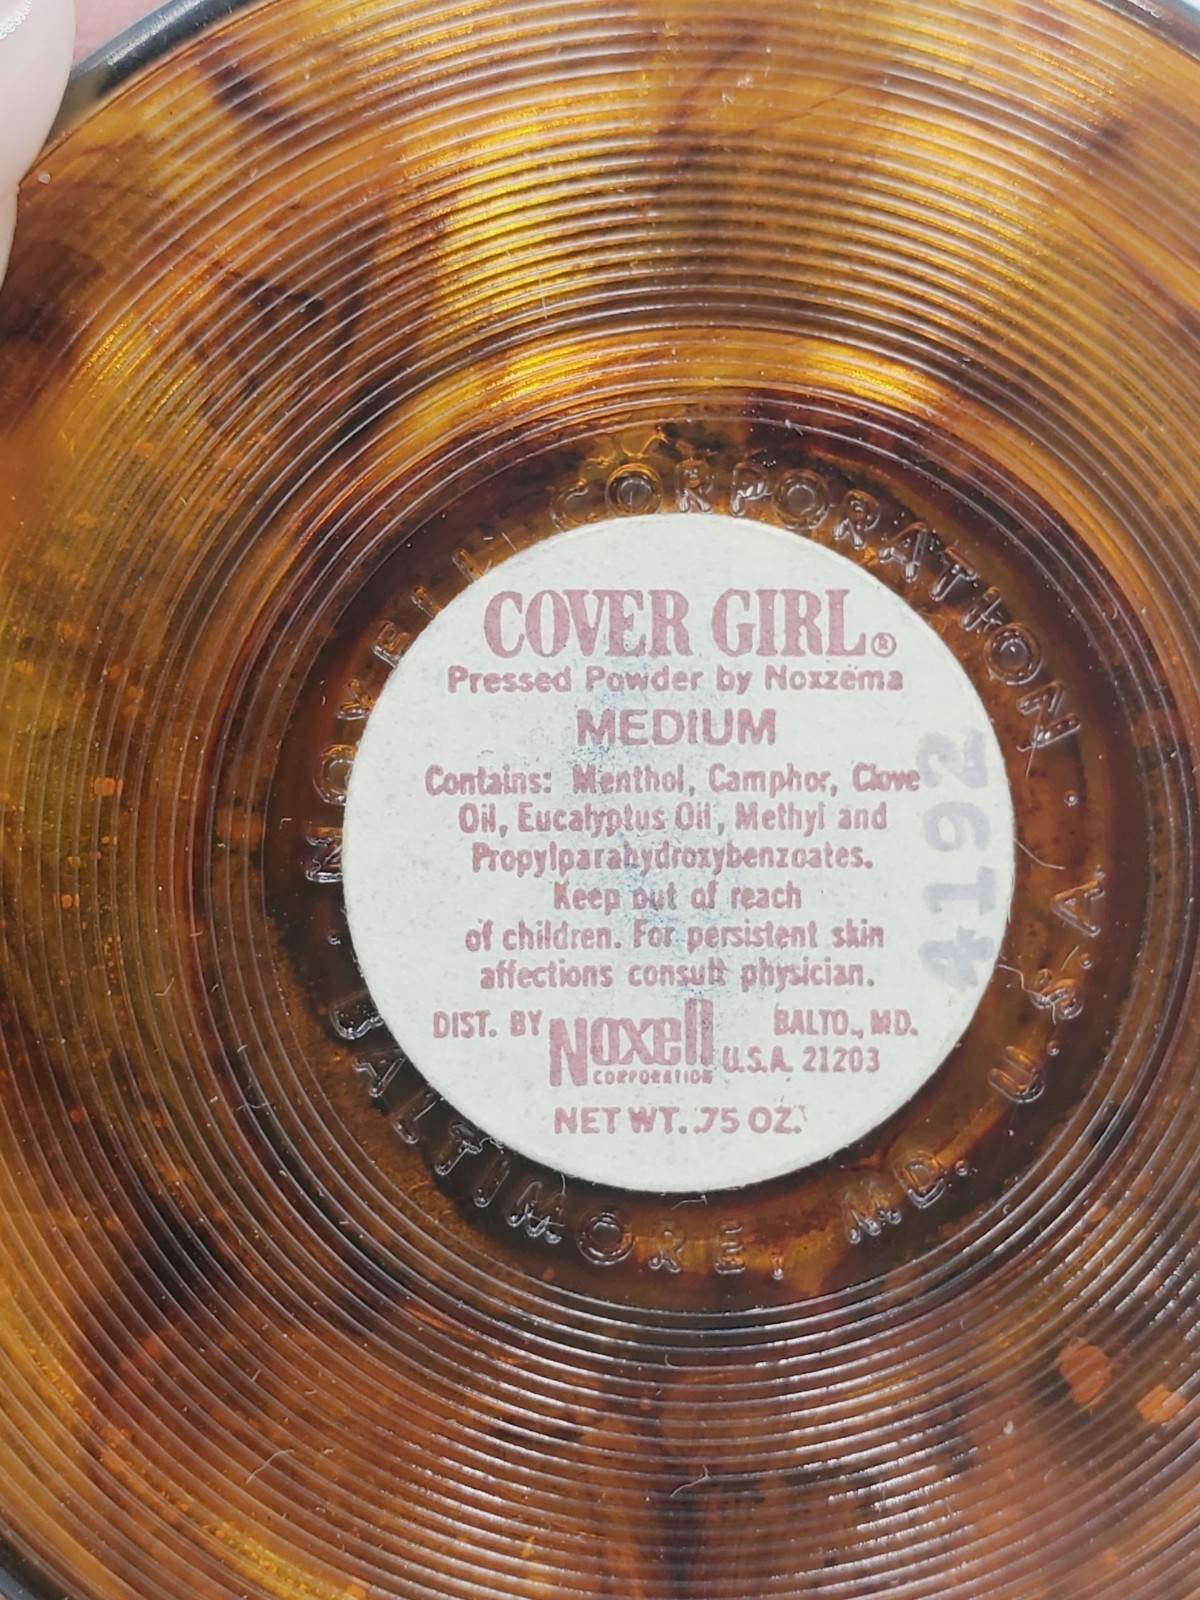 COVER GIRL®
Pressed Powder by Noxzema
MEDIUM
Contains: Menthol, Camphor, Clove
Oil, Eucalyptus Oil, Methyl and
Propylparahydroxybenzoates.
Keep out of reach
of children. For persistent skin
affections consult physician.
DIST. BY Noxell CORPORATION BALTO., MD.
U.S.A. 21203
NET WT. .75 OZ.
4192
NOXELL CORPORATION · BALTIMORE, MD. U.S.A. ·